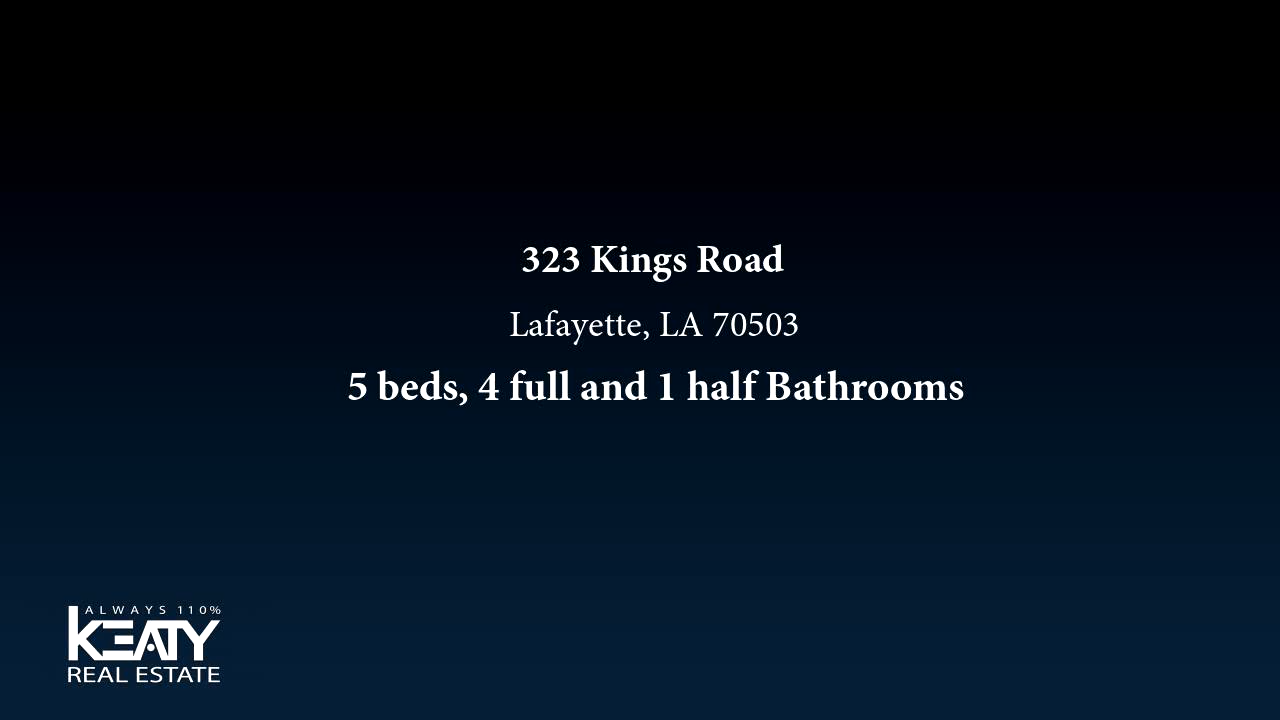 323 Kings Road
Lafayette, LA 70503
5 beds, 4 full and 1 half Bathrooms
ALWAYS 110%
KEATY
REAL ESTATE